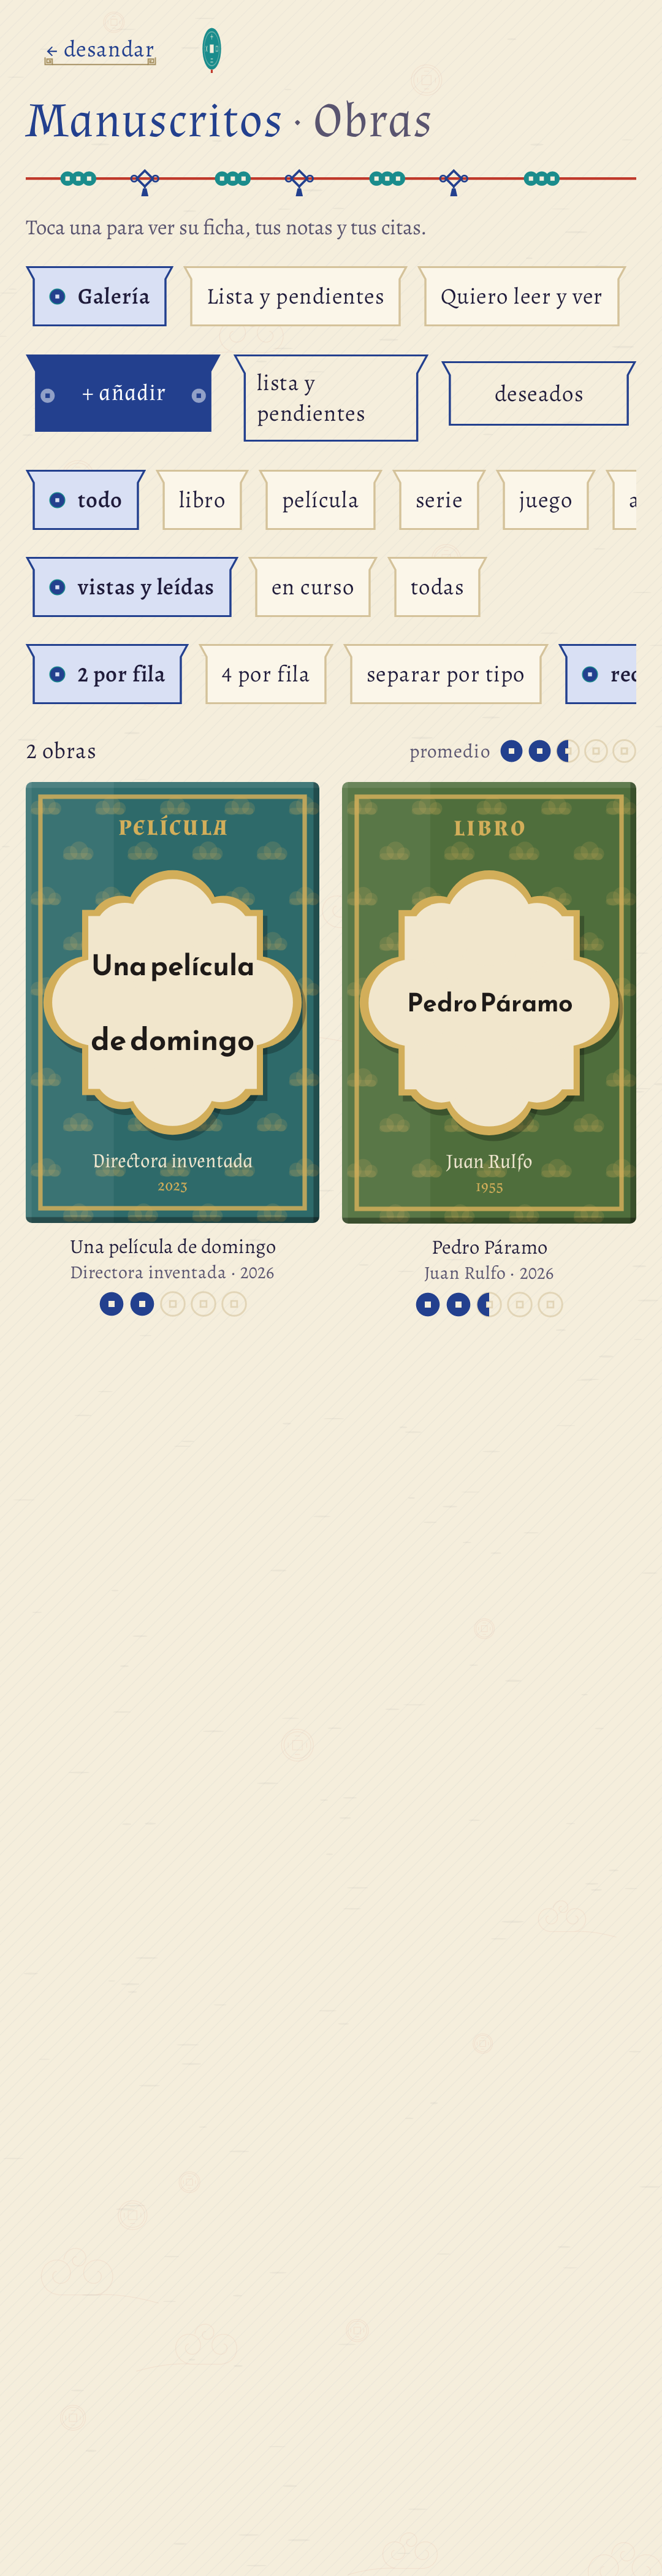 ← desandar
Manuscritos · Obras
Toca una para ver su ficha, tus notas y tus citas.
Galería Lista y pendientes Quiero leer y ver
+ añadir lista y pendientes deseados
todo libro película serie juego a
vistas y leídas en curso todas
2 por fila 4 por fila separar por tipo rec
2 obras promedio
PELÍCULA
Una película
de domingo
Directora inventada
2023
LIBRO
Pedro Páramo
Juan Rulfo
1955
Una película de domingo
Directora inventada · 2026
Pedro Páramo
Juan Rulfo · 2026